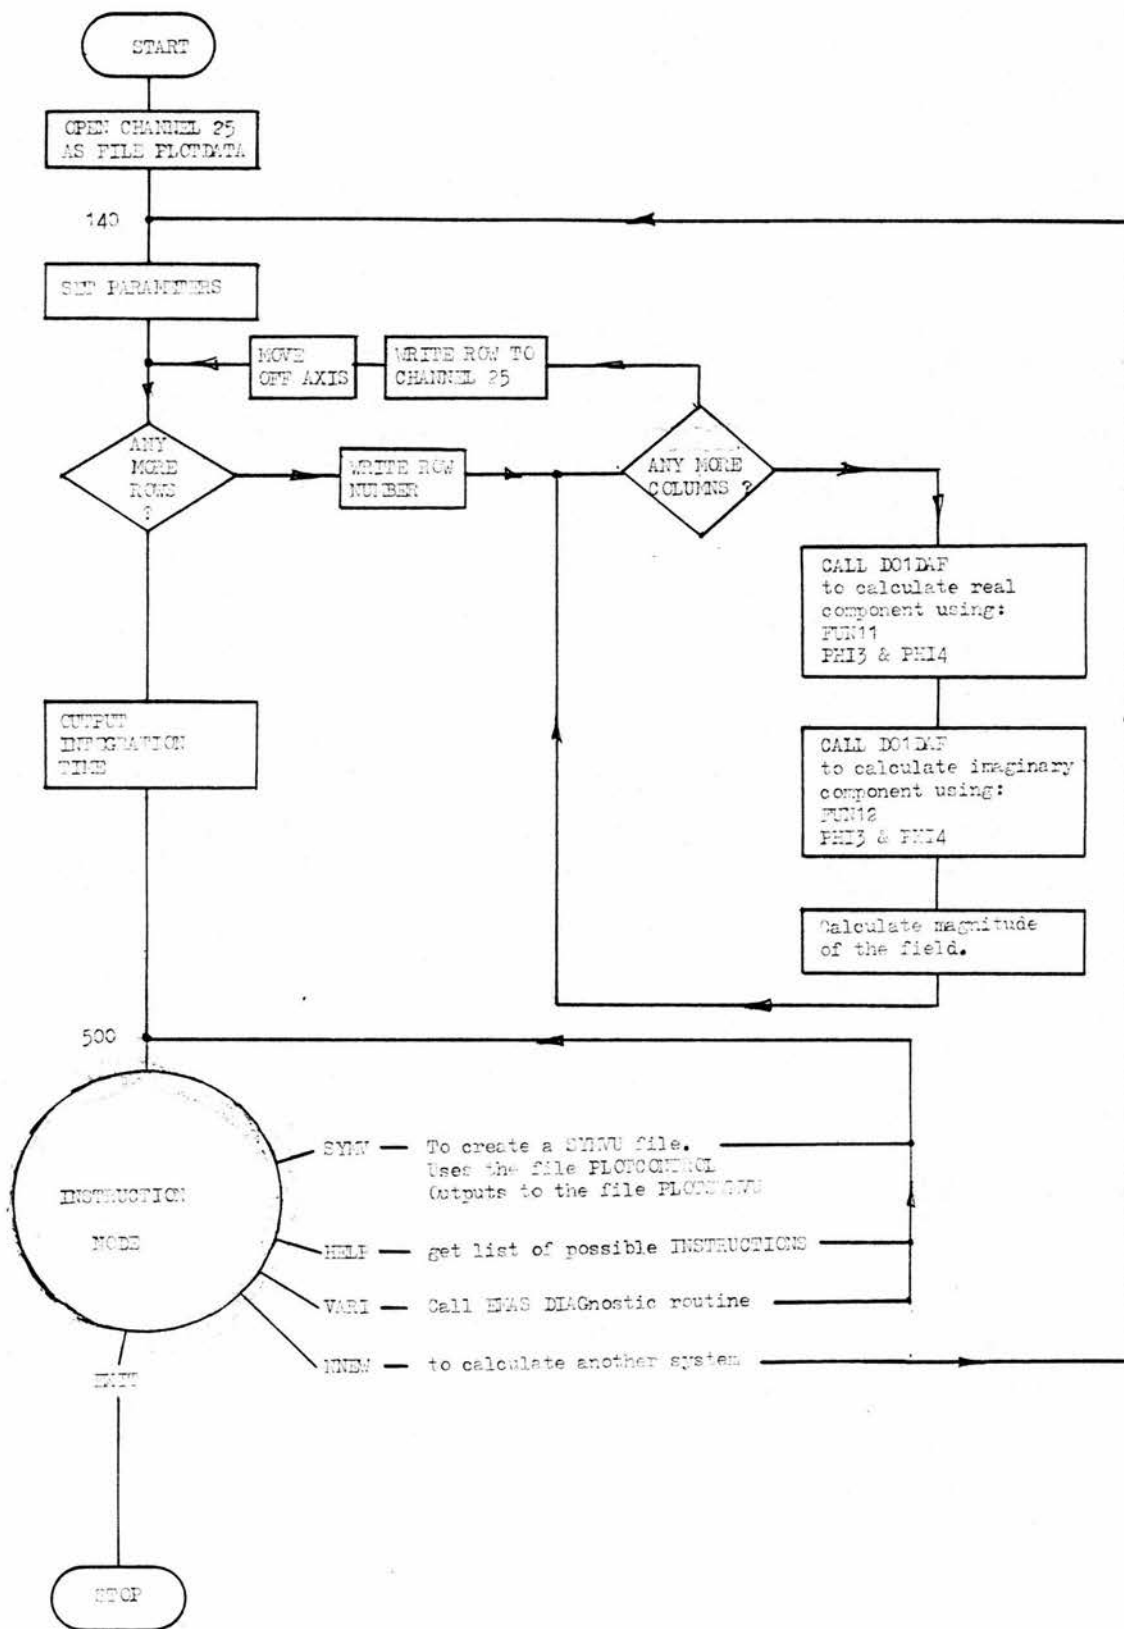 START
OPEN CHANNEL 25
AS FILE PLOTDATA
140
SET PARAMETERS
MOVE
OFF AXIS
WRITE ROW TO
CHANNEL 25
ANY
MORE
ROWS
?
WRITE ROW
NUMBER
ANY MORE
COLUMNS ?
CALL D01DAF
to calculate real
component using:
FUN11
PHI3 & PHI4
CALL D01DAF
to calculate imaginary
component using:
FUN12
PHI3 & PHI4
Calculate magnitude
of the field.
OUTPUT
INTEGRATION
TIME
500
INSTRUCTION
MODE
SYMV — To create a SYMVU file.
Uses the file PLOTCONTROL
Outputs to the file PLOTSYMVU
HELP — get list of possible INSTRUCTIONS
VARI — Call EMAS DIAGnostic routine
NNEW — to calculate another system
EXIT
STOP